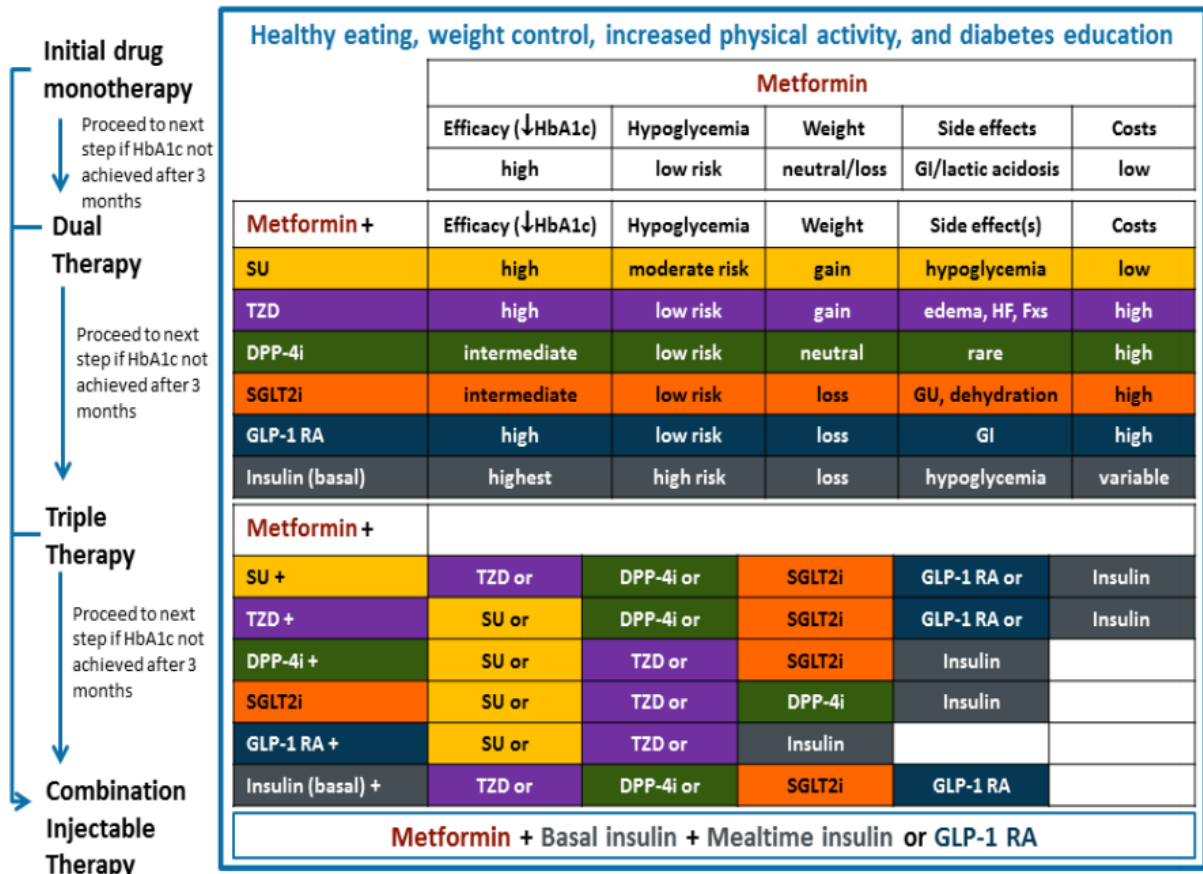 Healthy eating, weight control, increased physical activity, and diabetes education
Initial drug
monotherapy
Proceed to next
step if HbA1c not
achieved after 3
months
Metformin
Efficacy (↓HbA1c) Hypoglycemia Weight Side effects Costs
high low risk neutral/loss GI/lactic acidosis low
Dual
Therapy
Proceed to next
step if HbA1c not
achieved after 3
months
Metformin + Efficacy (↓HbA1c) Hypoglycemia Weight Side effect(s) Costs
SU high moderate risk gain hypoglycemia low
TZD high low risk gain edema, HF, Fxs high
DPP-4i intermediate low risk neutral rare high
SGLT2i intermediate low risk loss GU, dehydration high
GLP-1 RA high low risk loss GI high
Insulin (basal) highest high risk loss hypoglycemia variable
Triple
Therapy
Proceed to next
step if HbA1c not
achieved after 3
months
Metformin +
SU + TZD or DPP-4i or SGLT2i GLP-1 RA or Insulin
TZD + SU or DPP-4i or SGLT2i GLP-1 RA or Insulin
DPP-4i + SU or TZD or SGLT2i Insulin
SGLT2i SU or TZD or DPP-4i Insulin
GLP-1 RA + SU or TZD or Insulin
Insulin (basal) + TZD or DPP-4i or SGLT2i GLP-1 RA
Combination
Injectable
Therapy
Metformin + Basal insulin + Mealtime insulin or GLP-1 RA